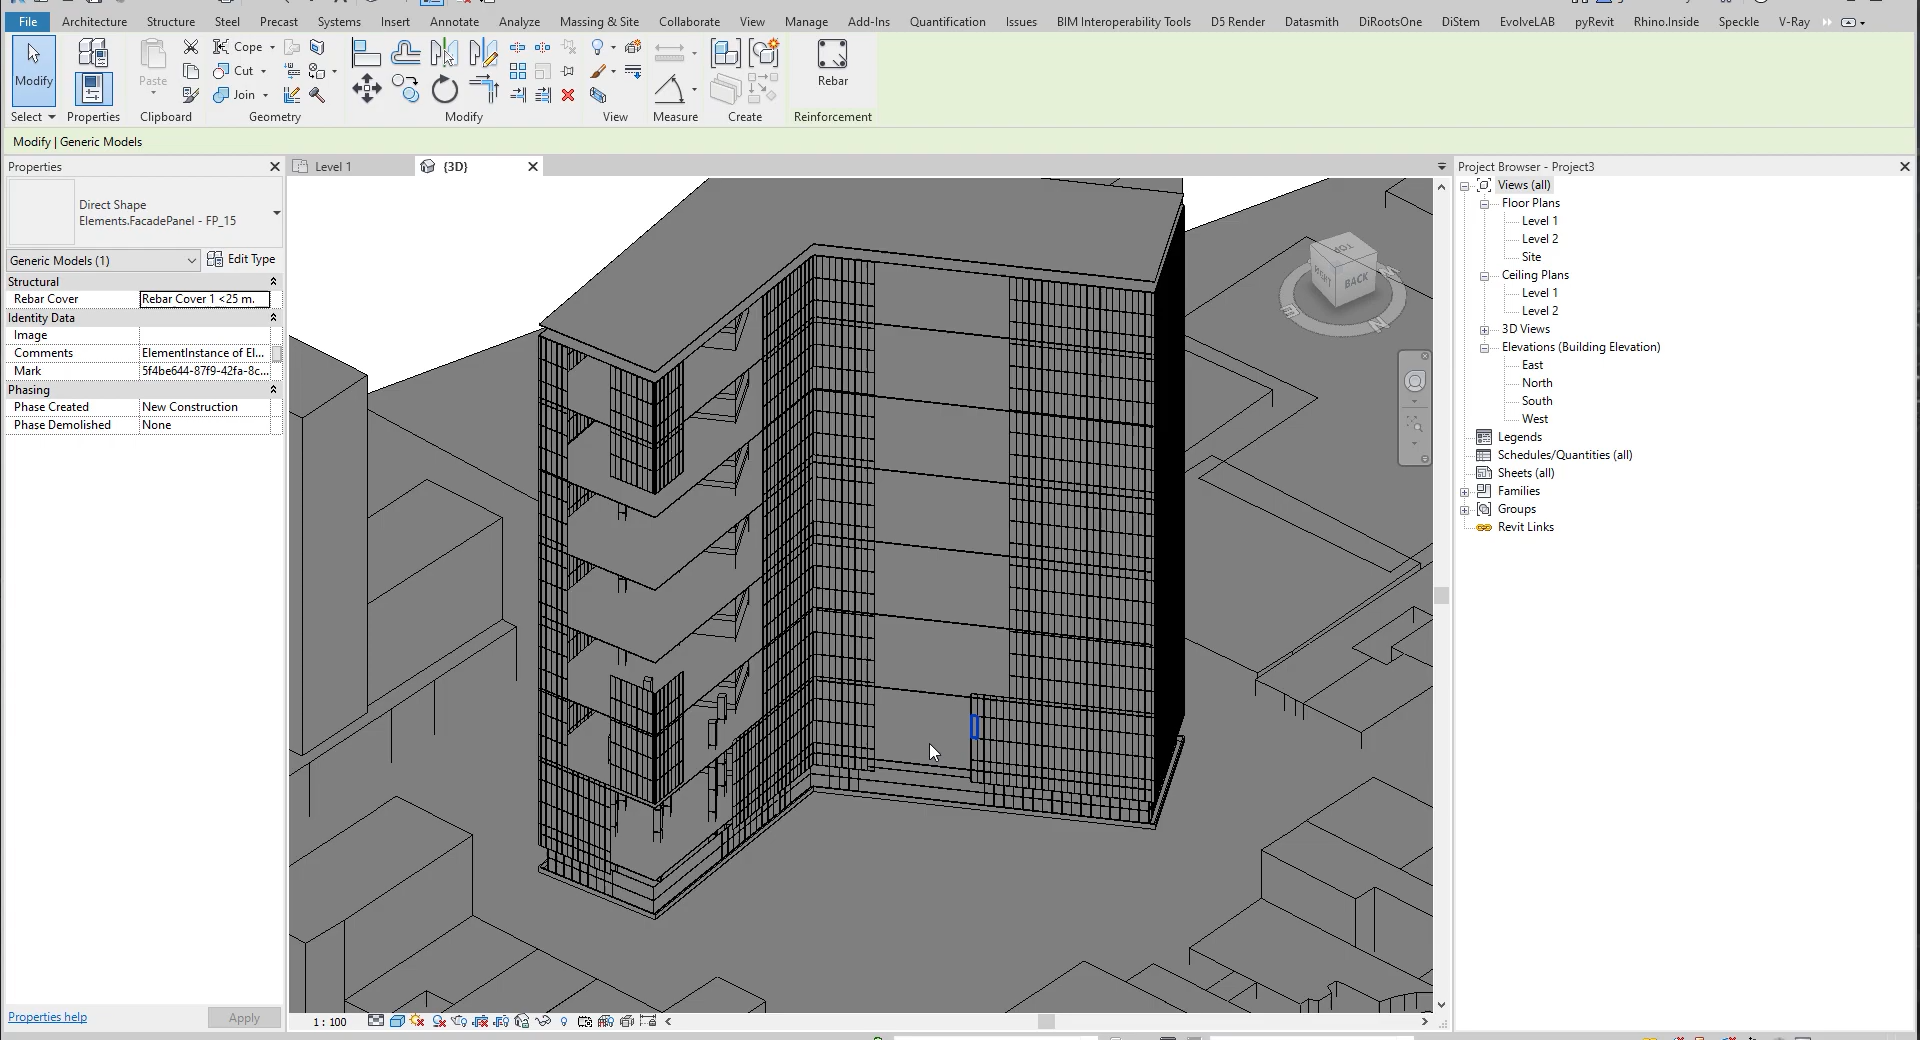 File Architecture Structure Steel Precast Systems Insert Annotate Analyze Massing & Site Collaborate View Manage Add-Ins Quantification Issues BIM Interoperability Tools D5 Render Datasmith DiRootsOne DiStem EvolveLAB pyRevit Rhino.Inside Speckle V-Ray
Modify
Paste
Cope
Cut
Join
Rebar
Select Properties Clipboard Geometry Modify View Measure Create Reinforcement
Modify | Generic Models
Properties
Direct Shape
Elements.FacadePanel - FP_15
Generic Models (1) Edit Type
Structural
Rebar Cover Rebar Cover 1 <25 m.
Identity Data
Image
Comments ElementInstance of El...
Mark 5f4be644-87f9-42fa-8c...
Phasing
Phase Created New Construction
Phase Demolished None
Properties help Apply
Level 1 {3D}
TOP
RIGHT
BACK
E
N
1 : 100
Project Browser - Project3
Views (all)
Floor Plans
Level 1
Level 2
Site
Ceiling Plans
Level 1
Level 2
3D Views
Elevations (Building Elevation)
East
North
South
West
Legends
Schedules/Quantities (all)
Sheets (all)
Families
Groups
Revit Links